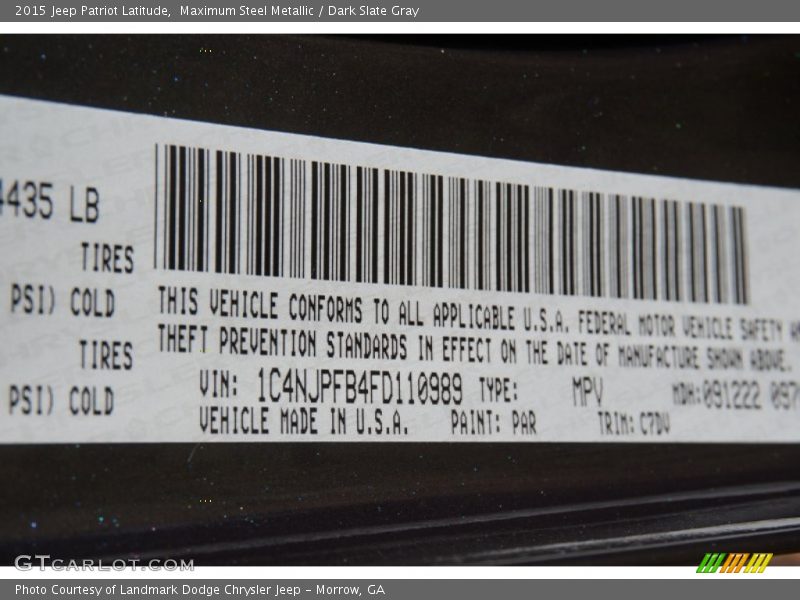 2015 Jeep Patriot Latitude,  Maximum Steel Metallic / Dark Slate Gray
4435 LB
TIRES
PSI) COLD
THIS VEHICLE CONFORMS TO ALL APPLICABLE U.S.A. FEDERAL MOTOR VEHICLE SAFETY
TIRES
THEFT PREVENTION STANDARDS IN EFFECT ON THE DATE OF MANUFACTURE SHOWN ABOVE.
PSI) COLD
VIN: 1C4NJPFB4FD110989 TYPE: MPV MDH:091222 097
VEHICLE MADE IN U.S.A. PAINT: PAR TRIM: C7DV
GTCARLOT.COM
Photo Courtesy of Landmark Dodge Chrysler Jeep – Morrow, GA